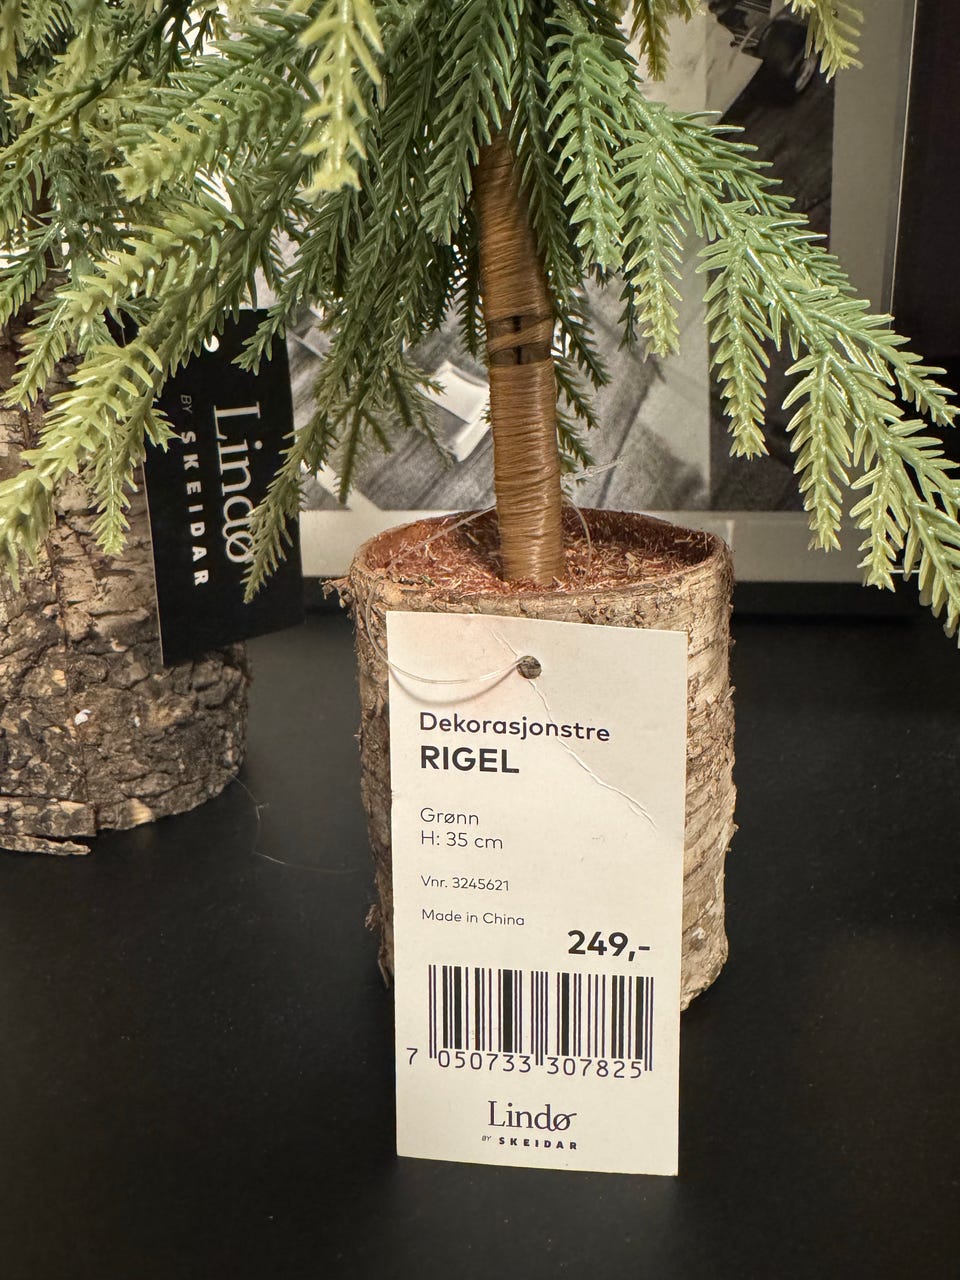 Lindø
BY SKEIDAR
Dekorasjonstre
RIGEL
Grønn
H: 35 cm
Vnr. 3245621
Made in China
249,-
7 050733 307825
Lindø
BY SKEIDAR